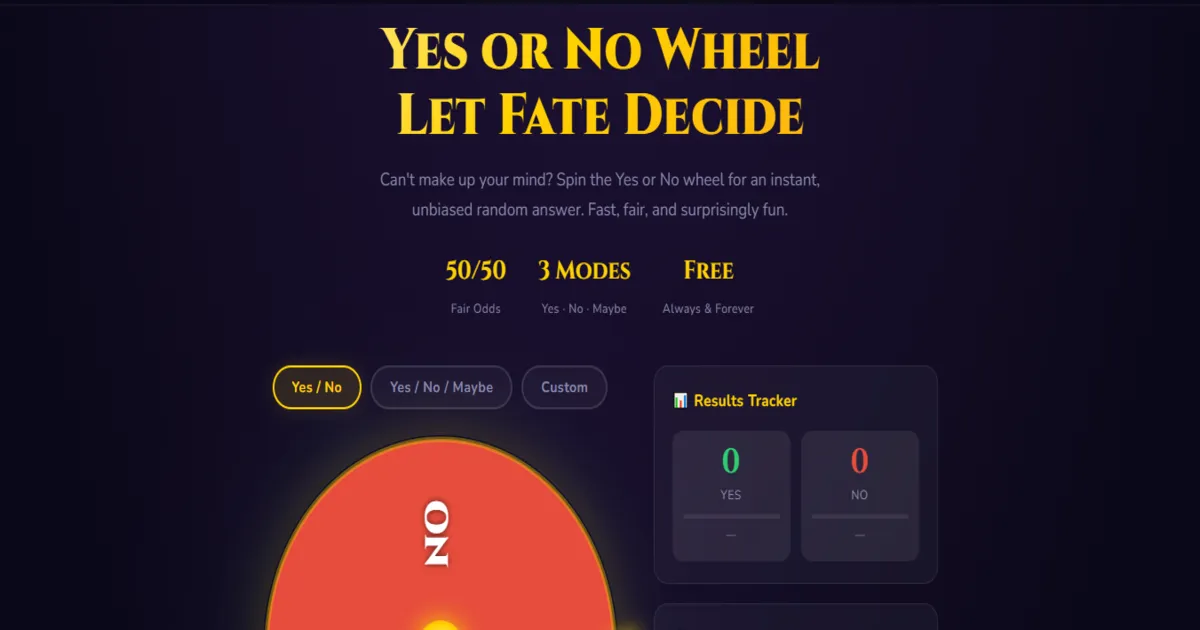 Yes or No Wheel
Let Fate Decide
Can't make up your mind? Spin the Yes or No wheel for an instant,
unbiased random answer. Fast, fair, and surprisingly fun.
50/50
Fair Odds
3 Modes
Yes · No · Maybe
Free
Always & Forever
Yes / No
Yes / No / Maybe
Custom
NO
Results Tracker
0
YES
—
0
NO
—